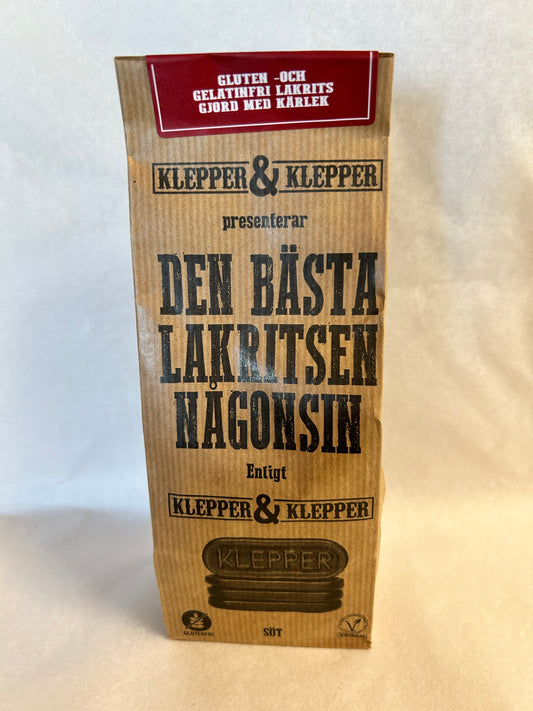 GLUTEN -OCH
GELATINFRI LAKRITS
GJORD MED KÄRLEK
KLEPPER & KLEPPER
presenterar
DEN BÄSTA
LAKRITSEN
NÅGONSIN
Enligt
KLEPPER & KLEPPER
KLEPPER
GLUTENFRI
SÖT